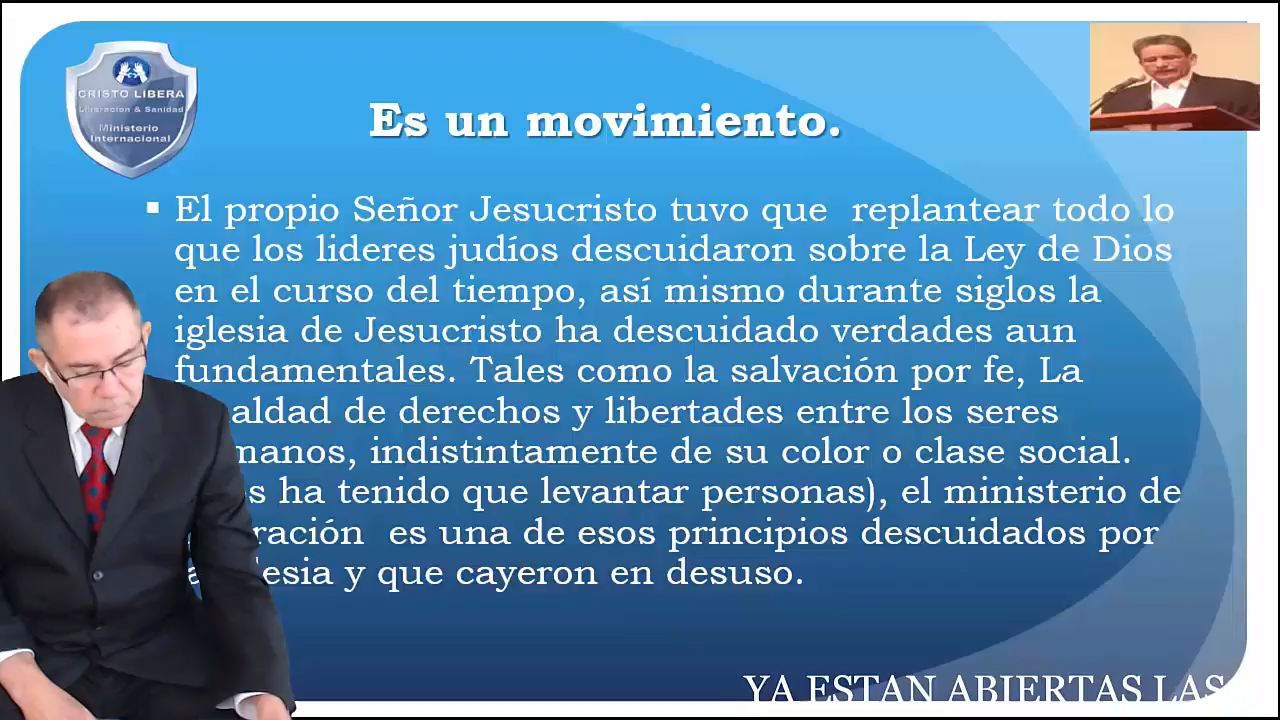 CRISTO LIBERA
Liberacion & Sanidad
Ministerio
Internacional
Es un movimiento.
▪ El propio Señor Jesucristo tuvo que  replantear todo lo
que los lideres judíos descuidaron sobre la Ley de Dios
en el curso del tiempo, así mismo durante siglos la
iglesia de Jesucristo ha descuidado verdades aun
fundamentales. Tales como la salvación por fe, La
aldad de derechos y libertades entre los seres
manos, indistintamente de su color o clase social.
s ha tenido que levantar personas), el ministerio de
ración  es una de esos principios descuidados por
lesia y que cayeron en desuso.
YA ESTAN ABIERTAS LAS